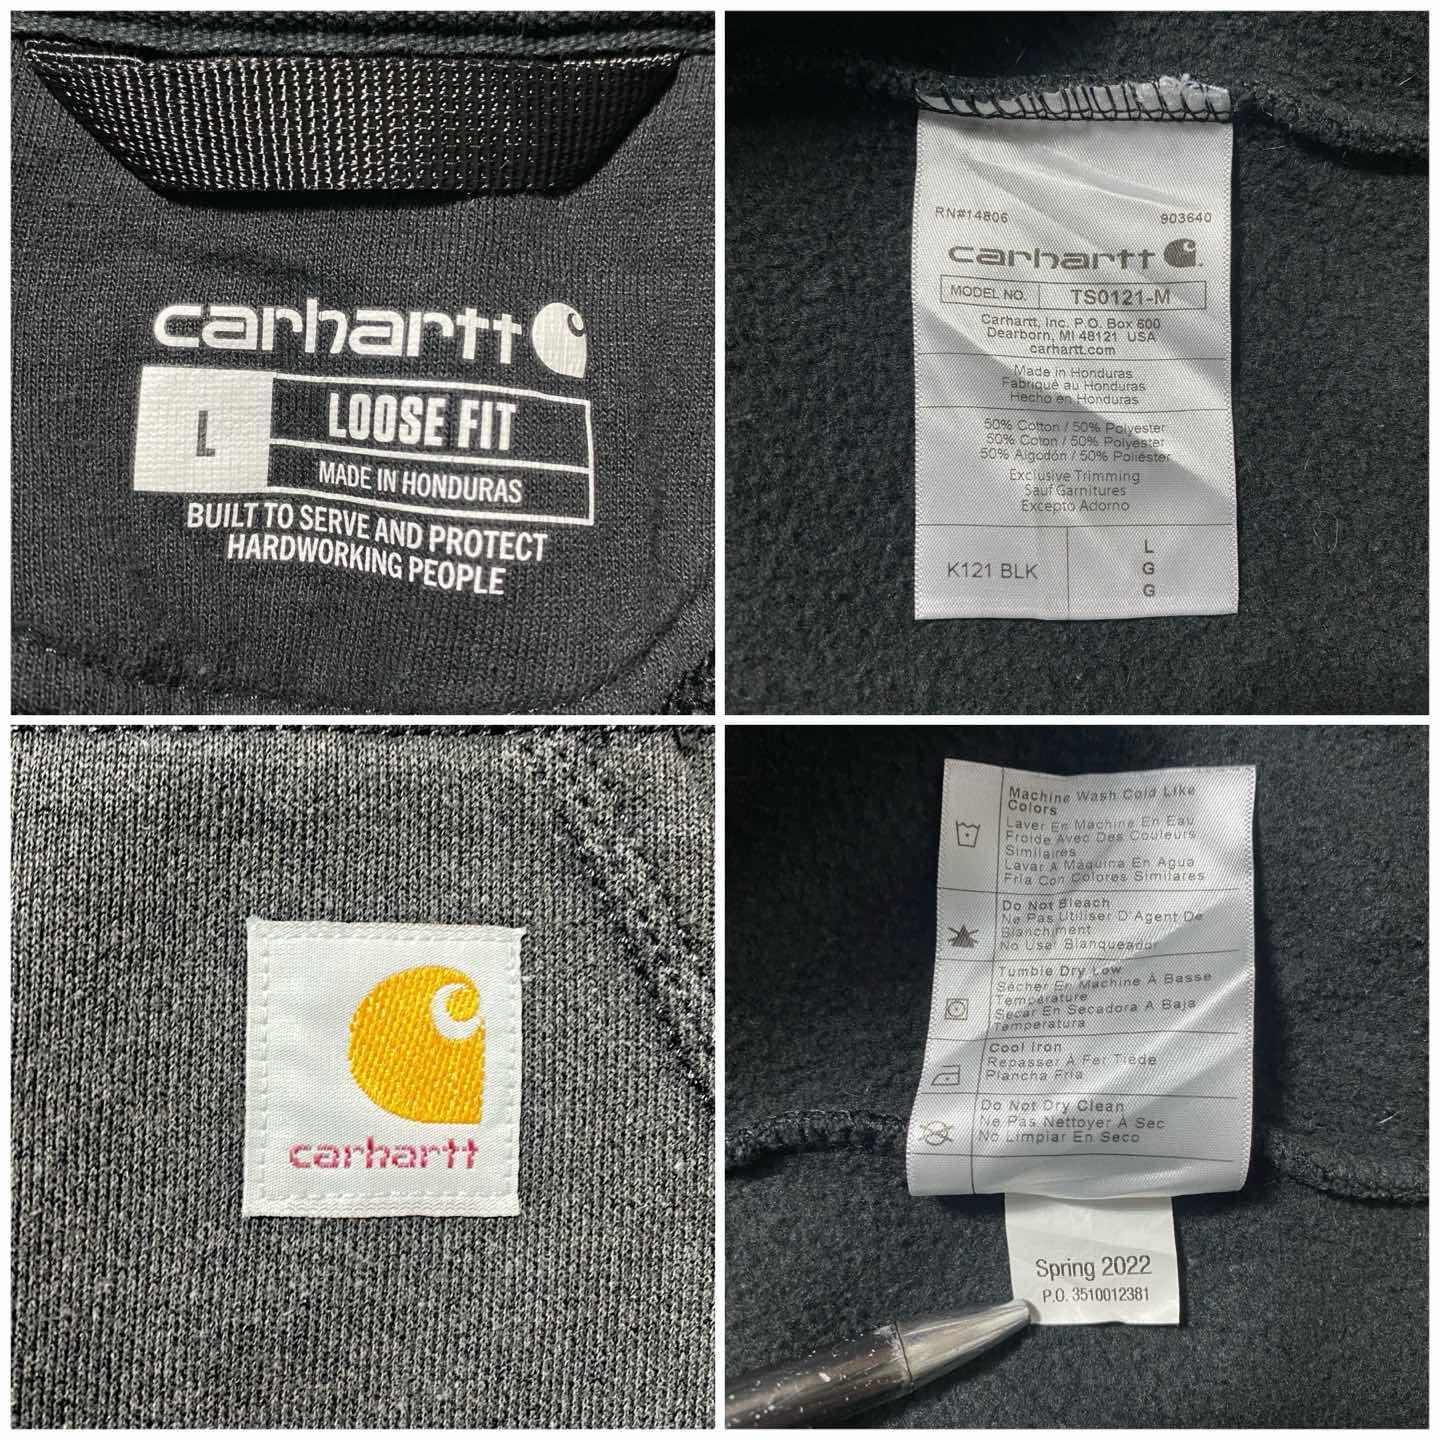 carhartt
L
LOOSE FIT
MADE IN HONDURAS
BUILT TO SERVE AND PROTECT
HARDWORKING PEOPLE
RN#14806 903640
carhartt
MODEL NO. TS0121-M
Carhartt, Inc. P.O. Box 600
Dearborn, MI 48121 USA
carhartt.com
Made in Honduras
Fabriqué au Honduras
Hecho en Honduras
50% Cotton / 50% Polyester
50% Coton / 50% Polyester
50% Algodón / 50% Poliéster
Exclusive Trimming
Sauf Garnitures
Excepto Adorno
K121 BLK
L
G
G
carhartt
Machine Wash Cold Like
Colors
Laver En Machine En Eau
Froide Avec Des Couleurs
Similaires
Lavar A Maquina En Agua
Fria Con Colores Similares
Do Not Bleach
Ne Pas Utiliser D'Agent De
Blanchiment
No Usar Blanqueador
Tumble Dry Low
Sécher En Machine À Basse
Température
Secar En Secadora A Baja
Temperatura
Cool Iron
Repasser À Fer Tiède
Plancha Fria
Do Not Dry Clean
Ne Pas Nettoyer A Sec
No Limpiar En Seco
Spring 2022
P.O. 3510012381